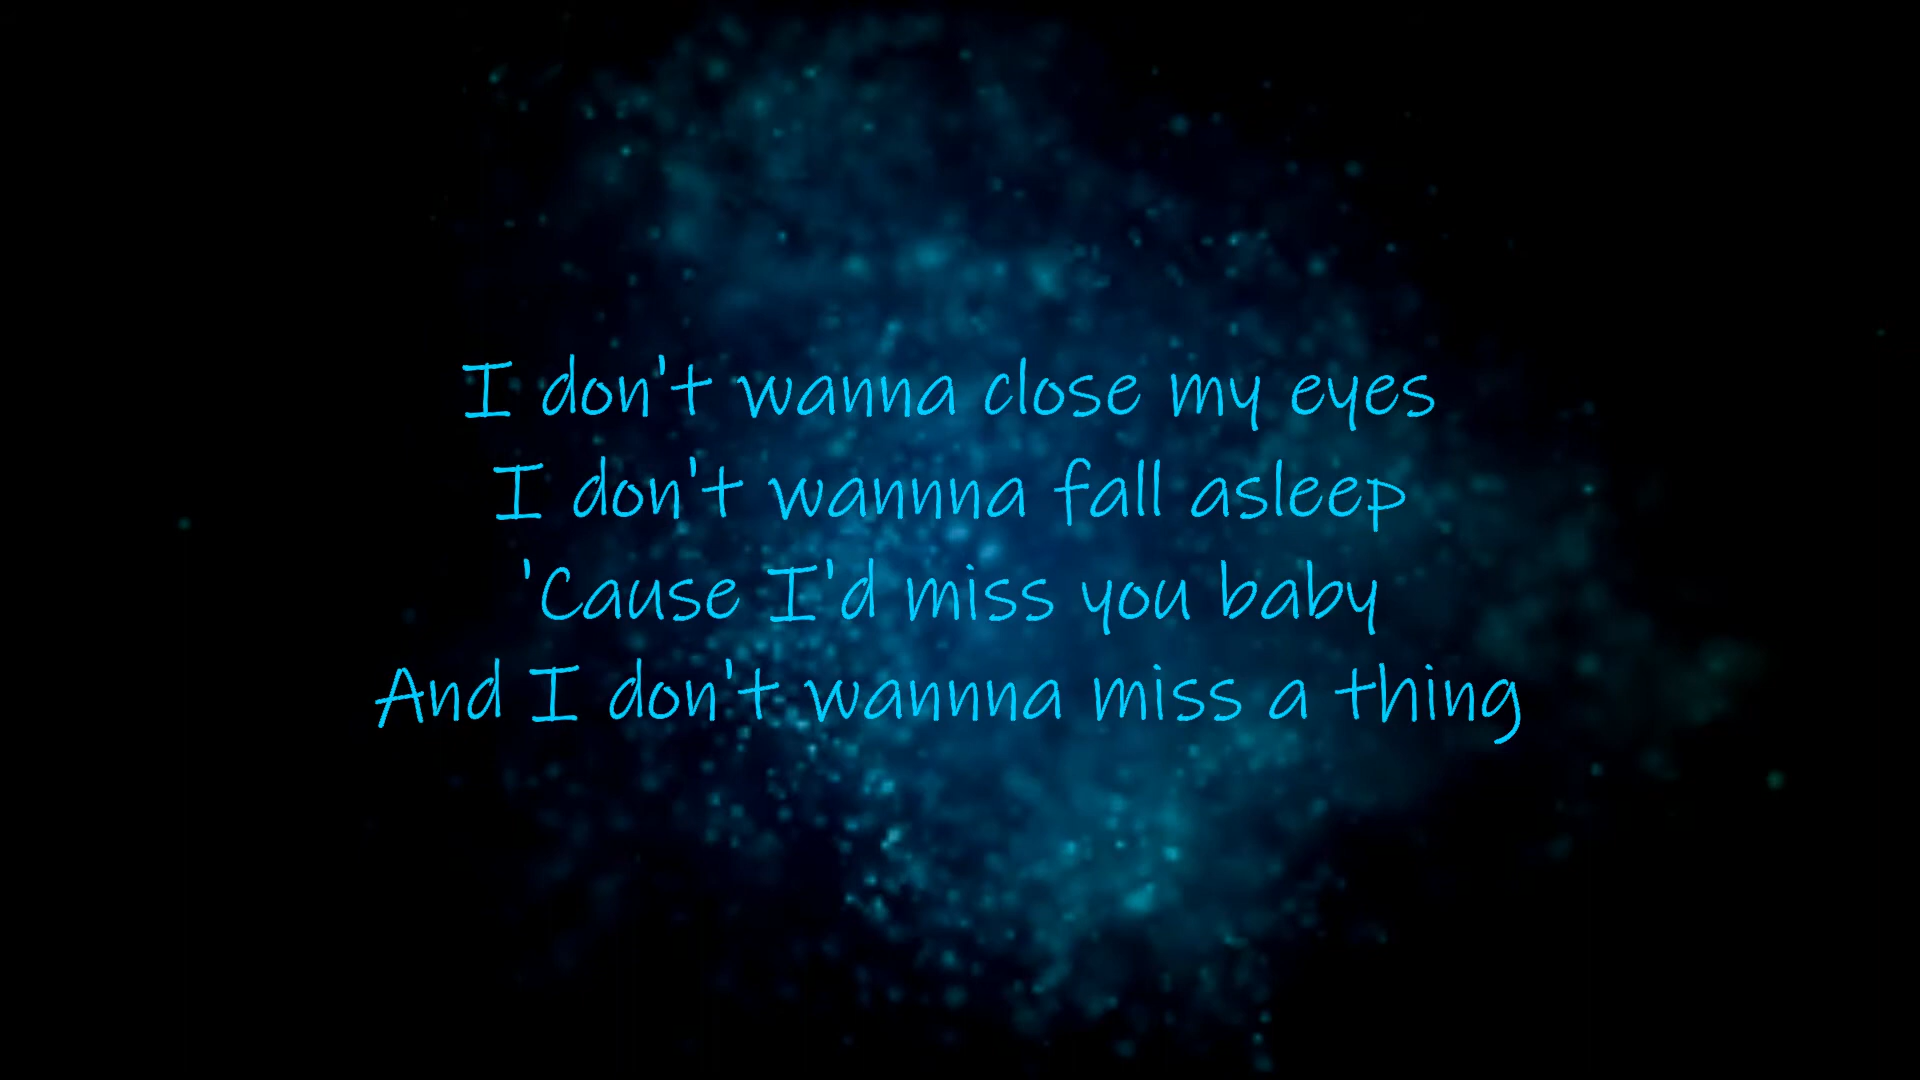 I don't wanna close my eyes
I don't wannna fall asleep
'Cause I'd miss you baby
And I don't wannna miss a thing